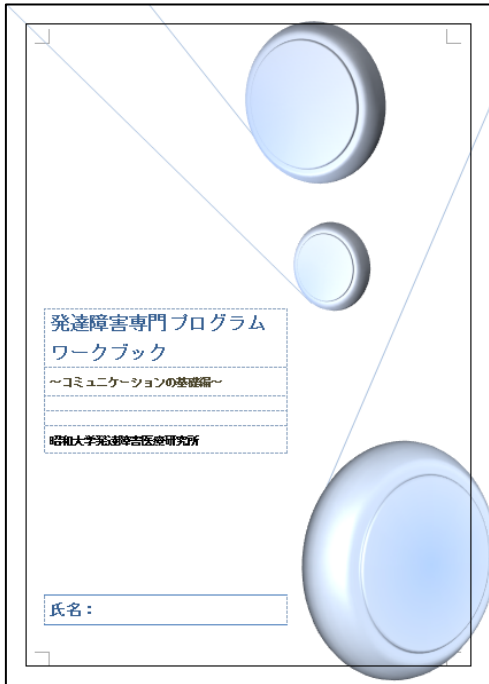 発達障害専門プログラム
ワークブック
～コミュニケーションの基礎編～
昭和大学発達障害医療研究所
氏名：